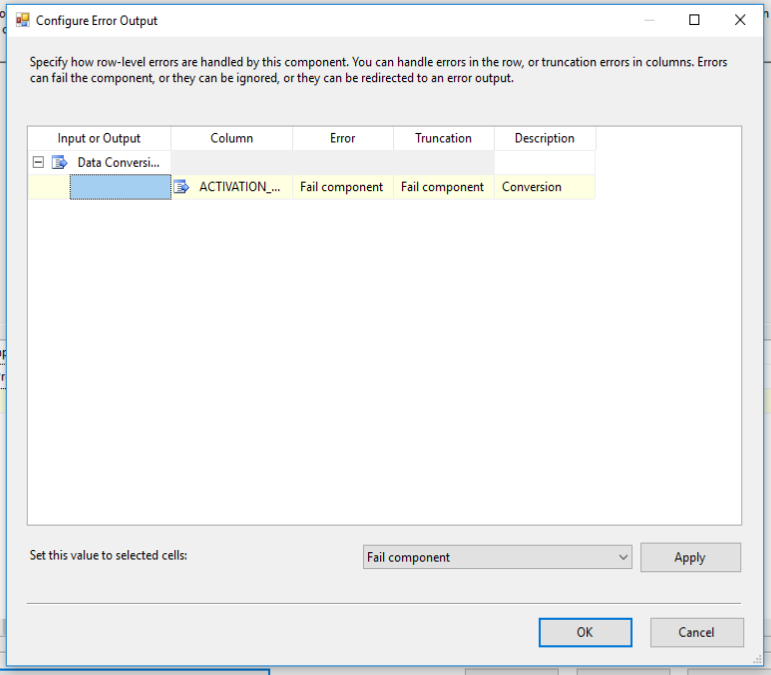 Configure Error Output
Specify how row-level errors are handled by this component. You can handle errors in the row, or truncation errors in columns. Errors
can fail the component, or they can be ignored, or they can be redirected to an error output.
Input or Output Column Error Truncation Description
Data Conversi...
ACTIVATION_... Fail component Fail component Conversion
Set this value to selected cells: Fail component Apply
OK Cancel